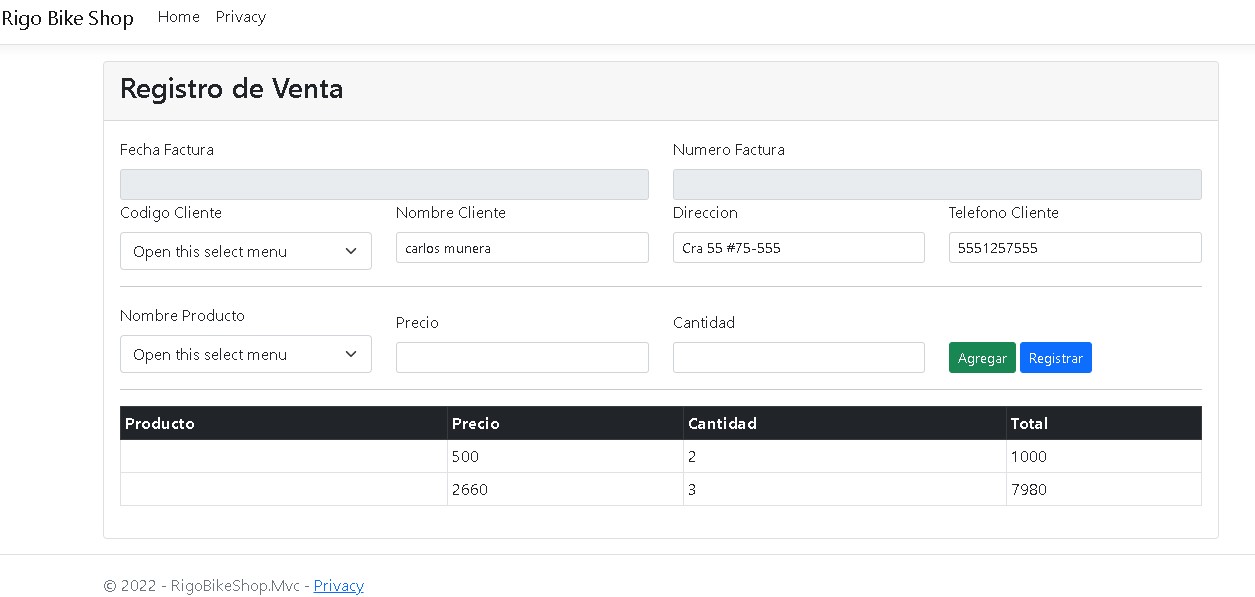 Rigo Bike Shop Home Privacy
Registro de Venta
Fecha Factura Numero Factura
Codigo Cliente Nombre Cliente Direccion Telefono Cliente
Open this select menu carlos munera Cra 55 #75-555 5551257555
Nombre Producto Precio Cantidad
Open this select menu Agregar Registrar
Producto Precio Cantidad Total
500 2 1000
2660 3 7980
© 2022 - RigoBikeShop.Mvc - Privacy